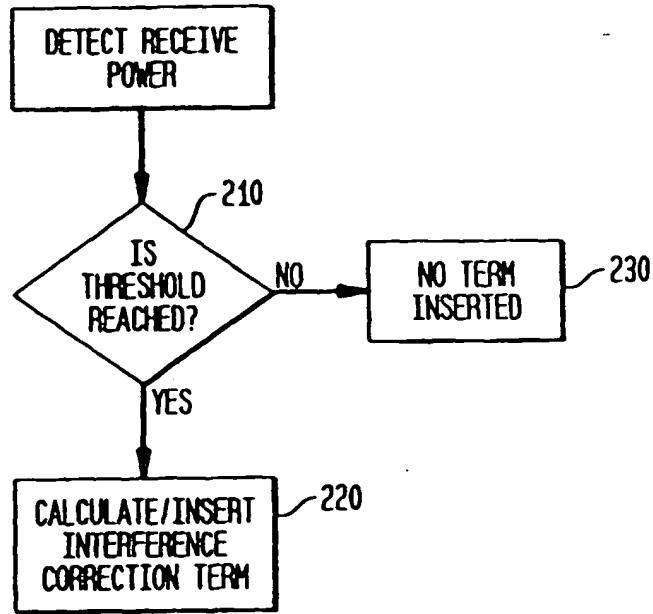 DETECT RECEIVE
POWER
210
IS
THRESHOLD
REACHED?
NO
NO TERM
INSERTED
230
YES
CALCULATE/INSERT
INTERFERENCE
CORRECTION TERM
220